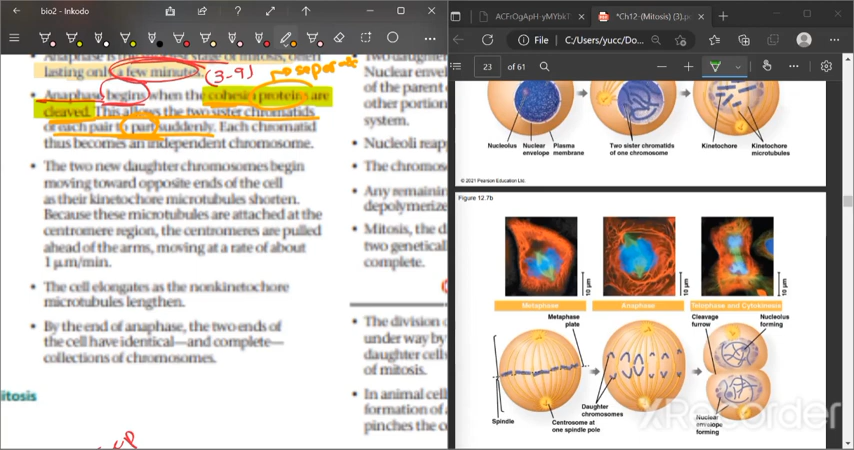 bio2 - Inkodo
ACFrOgApH-yMYbkT
*Ch12-(Mitosis) (3).p
File
C:/Users/yucc/Do...
23 of 61
Anaphase is the shortest stage of mitosis, often
lasting only a few minutes.
(3-9)
separate
• Anaphase begins when the cohesin proteins are
cleaved. This allows the two sister chromatids
of each pair to part suddenly. Each chromatid
thus becomes an independent chromosome.
• The two new daughter chromosomes begin
moving toward opposite ends of the cell
as their kinetochore microtubules shorten.
Because these microtubules are attached at the
centromere region, the centromeres are pulled
ahead of the arms, moving at a rate of about
1 µm/min.
• The cell elongates as the nonkinetochore
microtubules lengthen.
• By the end of anaphase, the two ends of
the cell have identical—and complete—
collections of chromosomes.
itosis
• Two daughter
Nuclear envel
of the parent c
other portion
system.
• Nucleoli reap
• The chromos
• Any remainin
depolymerize
• Mitosis, the d
two genetical
complete.
• The division o
under way by
daughter cells
of mitosis.
• In animal cell
formation of a
pinches the c
Nucleolus
Nuclear
envelope
Plasma
membrane
Two sister chromatids
of one chromosome
Kinetochore
Kinetochore
microtubules
© 2021 Pearson Education Ltd.
Figure 12.7b
10 µm
10 µm
10 µm
Metaphase
Anaphase
Telophase and Cytokinesis
Metaphase
plate
Cleavage
furrow
Nucleolus
forming
Spindle
Centrosome at
one spindle pole
Daughter
chromosomes
Nuclear
envelope
forming
XRecorder